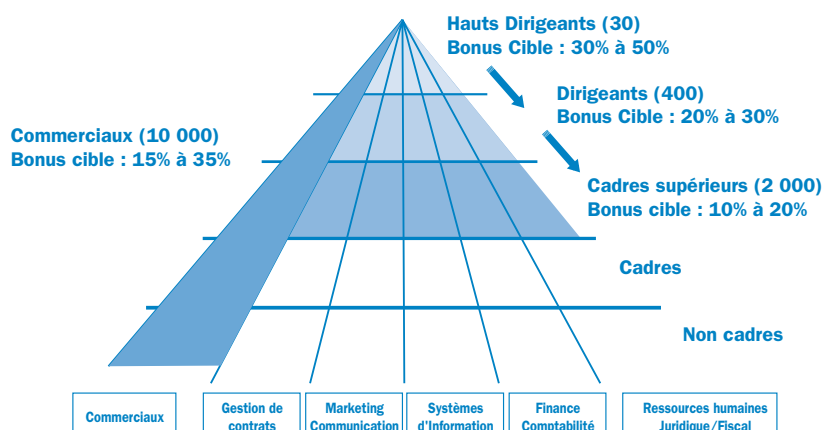 Hauts Dirigeants (30)
Bonus Cible : 30% à 50%
Dirigeants (400)
Bonus Cible : 20% à 30%
Commerciaux (10 000)
Bonus cible : 15% à 35%
Cadres supérieurs (2 000)
Bonus cible : 10% à 20%
Cadres
Non cadres
Commerciaux
Gestion de
contrats
Marketing
Communication
Systèmes
d'Information
Finance
Comptabilité
Ressources humaines
Juridique/Fiscal